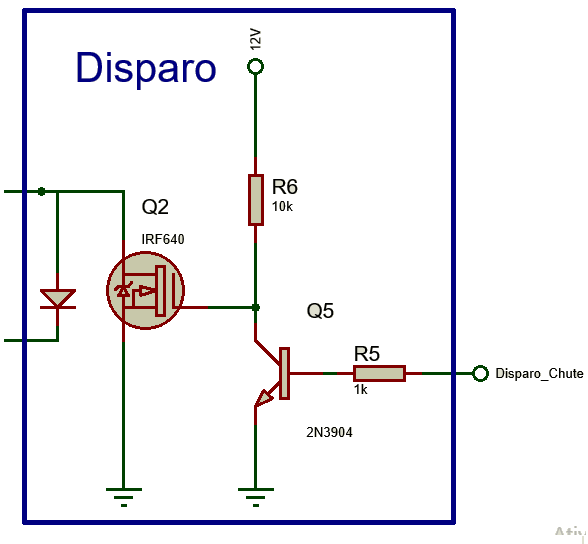 12V
Disparo
R6
10k
Q2
IRF640
Q5
R5
1k
Disparo_Chute
2N3904